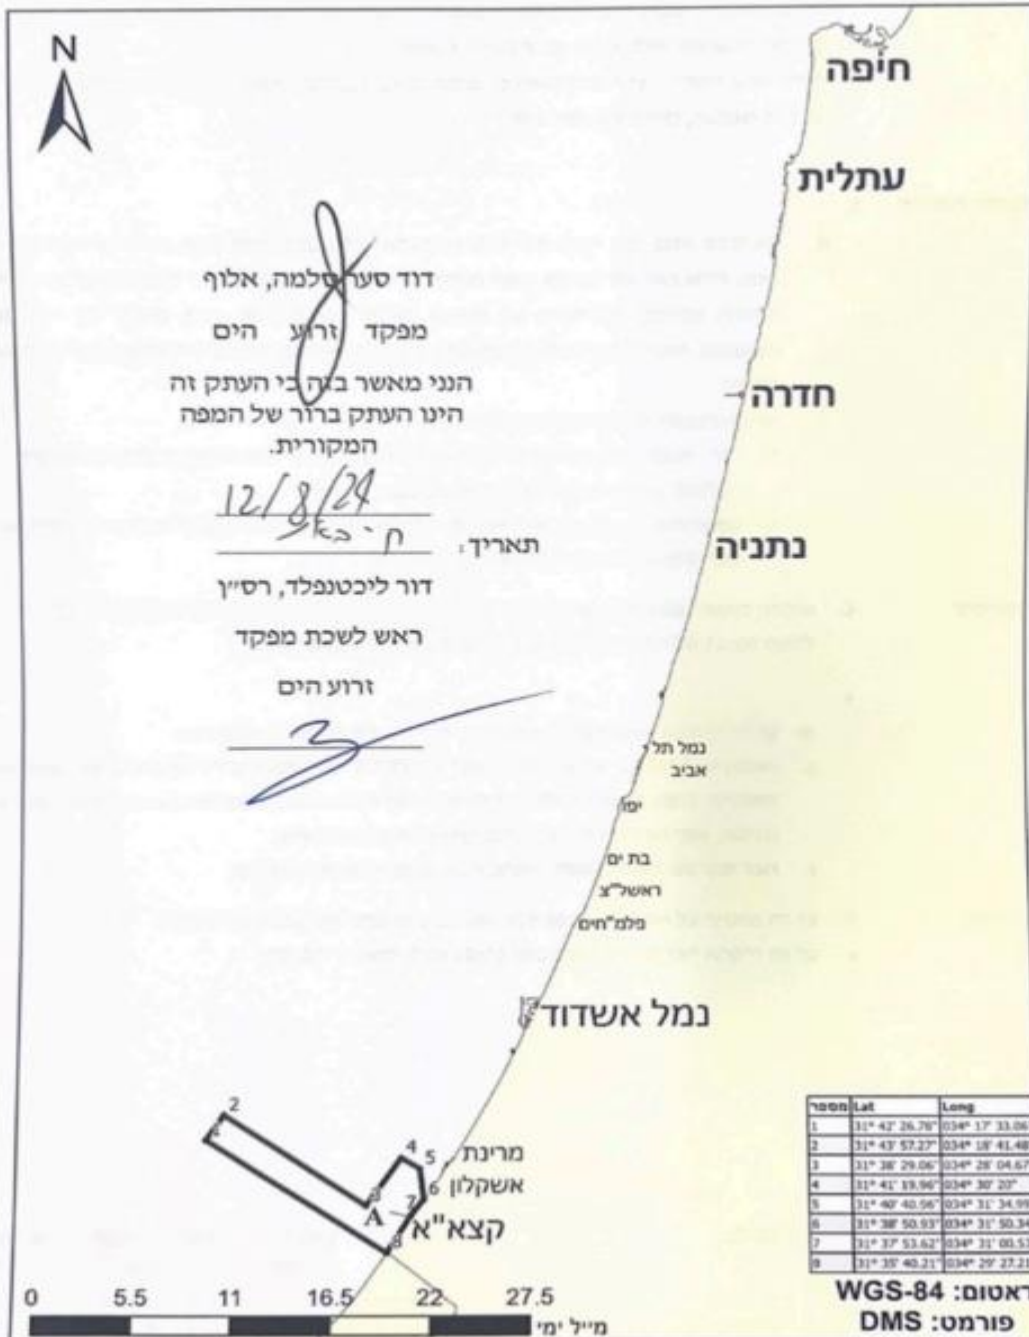 N
חיפה
עתלית
דוד סער סלמה, אלוף
מפקד זרוע הים
הנני מאשר בזה כי העתק זה
הינו העתק ברור של המפה
המקורית.
12/8/24
תאריך:
דור ליכטנפלד, רס״ן
ראש לשכת מפקד
זרוע הים
חדרה
נתניה
נמל תל
אביב
יפו
בת ים
ראשל"צ
פלמ"חים
נמל אשדוד
מרינת
אשקלון
קצא"א
A
1
2
3
4
5
6
7
8
מספר Lat Long
1 31° 42' 26.78" 034° 17' 33.06
2 31° 43' 57.27" 034° 18' 41.48
3 31° 38' 29.06" 034° 28' 04.67
4 31° 41' 19.96" 034° 30' 20"
5 31° 40' 40.96" 034° 31' 34.99
6 31° 38' 50.93" 034° 31' 50.34
7 31° 37' 53.62" 034° 31' 00.53
8 31° 35' 40.21" 034° 29' 27.21
דאטום: WGS-84
פורמט: DMS
0 5.5 11 16.5 22 27.5
מייל ימי